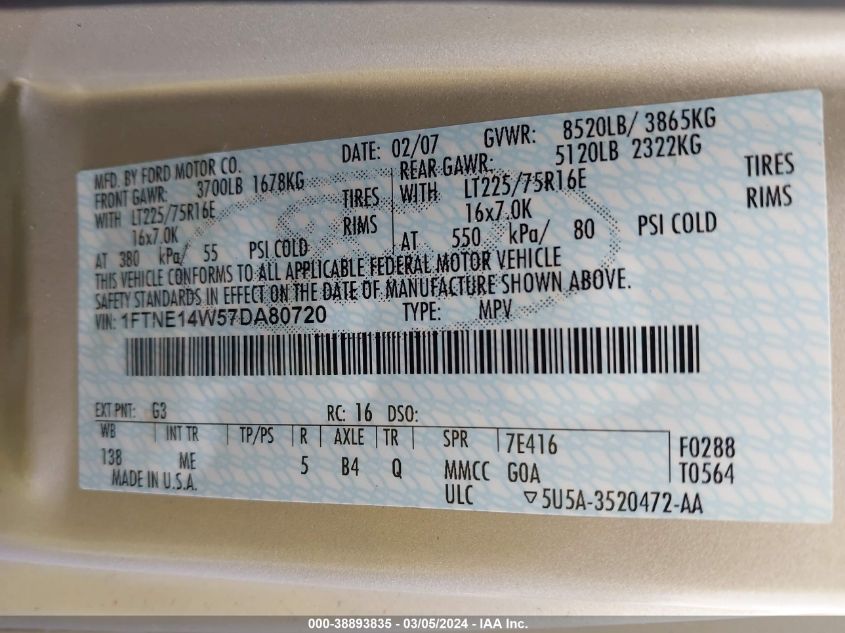 MFD. BY FORD MOTOR CO. DATE: 02/07 GVWR: 8520LB/ 3865KG
FRONT GAWR: 3700LB 1678KG REAR GAWR: 5120LB 2322KG
WITH LT225/75R16E TIRES WITH LT225/75R16E TIRES
16x7.0K RIMS 16x7.0K RIMS
AT 380 kPa/ 55 PSI COLD AT 550 kPa/ 80 PSI COLD
THIS VEHICLE CONFORMS TO ALL APPLICABLE FEDERAL MOTOR VEHICLE
SAFETY STANDARDS IN EFFECT ON THE DATE OF MANUFACTURE SHOWN ABOVE.
VIN: 1FTNE14W57DA80720 TYPE: MPV
EXT PNT: G3 RC: 16 DSO:
WB INT TR TP/PS R AXLE TR SPR 7E416 F0288
138 ME 5 B4 Q MMCC GOA T0564
MADE IN U.S.A. ULC ▽5U5A-3520472-AA
000-38893835 - 03/05/2024 - IAA Inc.